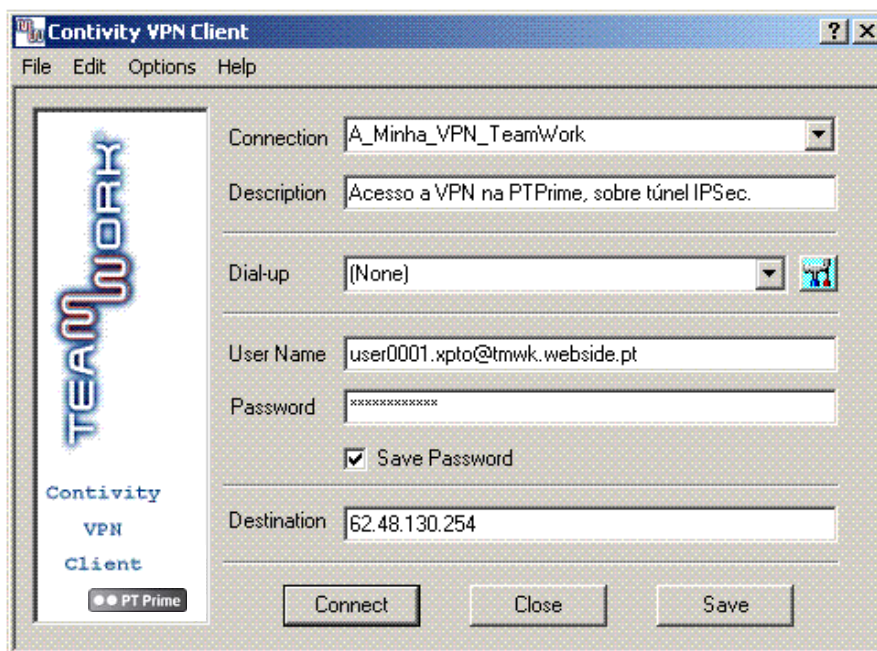 Contivity VPN Client
File Edit Options Help
TEAMWORK
Contivity
VPN
Client
PT Prime
Connection A_Minha_VPN_TeamWork
Description Acesso a VPN na PTPrime, sobre túnel IPSec.
Dial-up (None)
User Name user0001.xpto@tmwk.webside.pt
Password ************
Save Password
Destination 62.48.130.254
Connect Close Save